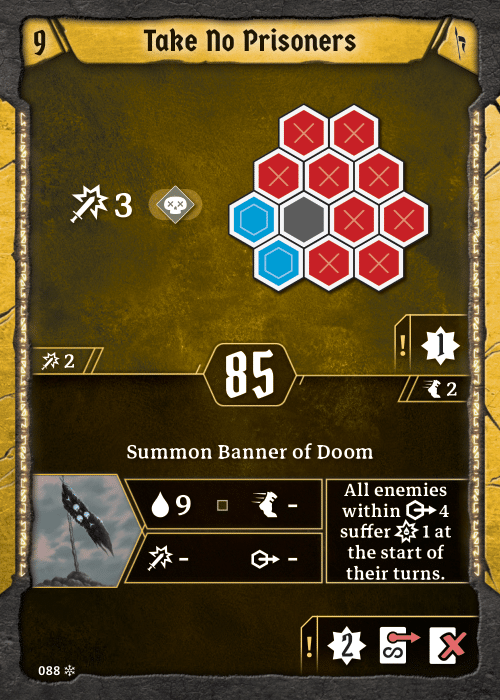 9
Take No Prisoners
3
! 1
2
85
2
Summon Banner of Doom
9 -
- -
All enemies
within 4
suffer 1 at
the start of
their turns.
! 2
088